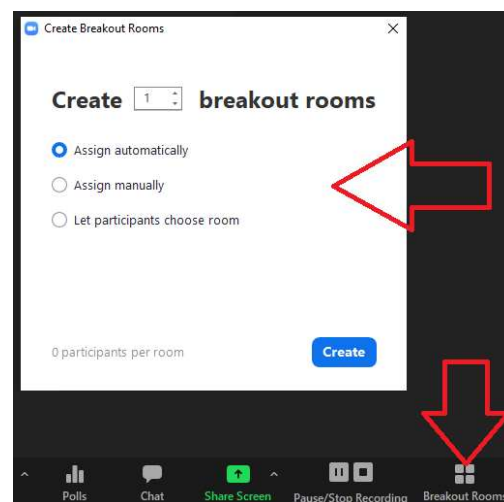 Create Breakout Rooms
Create 1 breakout rooms
Assign automatically
Assign manually
Let participants choose room
0 participants per room Create
Polls Chat Share Screen Pause/Stop Recording Breakout Room